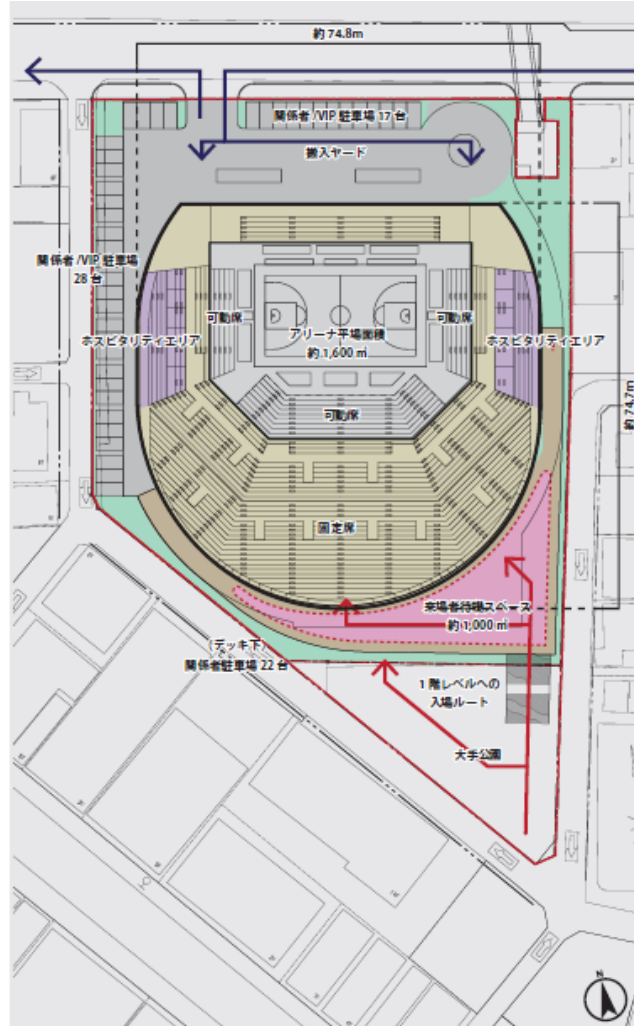 約 74.8m
関係者 /VIP 駐車場 17 台
搬入ヤード
関係者 /VIP 駐車場
28 台
ホスピタリティエリア
可動席
可動席
ホスピタリティエリア
アリーナ平場面積
約 1,600 ㎡
約 74.7m
可動席
固定席
来場者待機スペース
約 1,000 ㎡
(デッキ下)
関係者駐車場 22 台
1 階レベルへの
入場ルート
大手公園
N